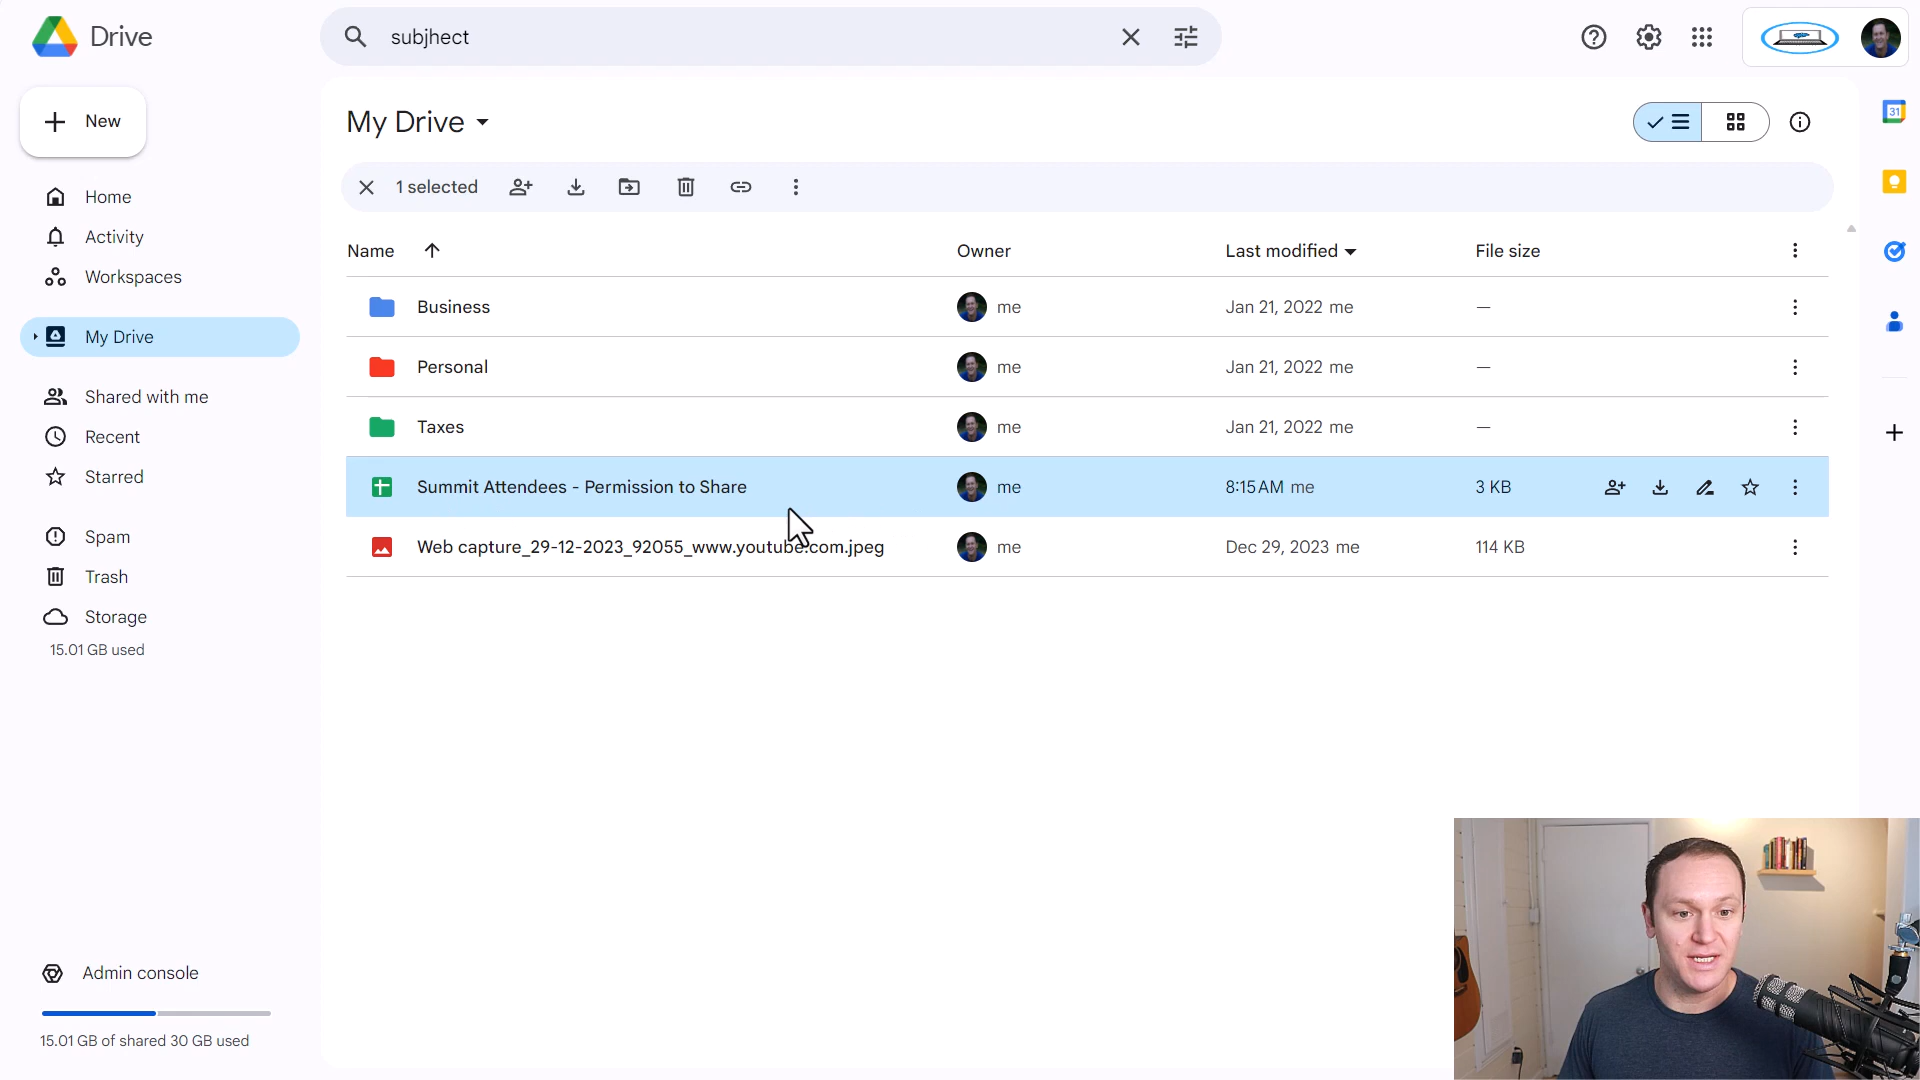 Drive
subjhect
New
My Drive
1 selected
Home
Activity
Workspaces
My Drive
Shared with me
Recent
Starred
Spam
Trash
Storage
15.01 GB used
Admin console
15.01 GB of shared 30 GB used
Name Owner Last modified File size
Business me Jan 21, 2022 me —
Personal me Jan 21, 2022 me —
Taxes me Jan 21, 2022 me —
Summit Attendees - Permission to Share me 8:15 AM me 3 KB
Web capture_29-12-2023_92055_www.youtube.com.jpeg me Dec 29, 2023 me 114 KB
31